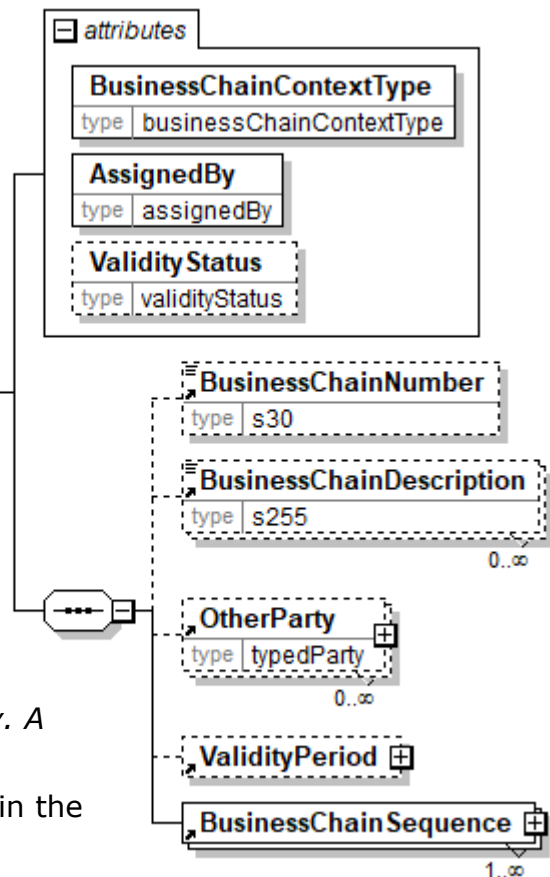 attributes
BusinessChainContextType
type businessChainContextType
AssignedBy
type assignedBy
ValidityStatus
type validityStatus
BusinessChainNumber
type s30
BusinessChainDescription
type s255
0..∞
OtherParty
type typedParty
0..∞
. A
ValidityPeriod
in the
BusinessChainSequence
1..∞